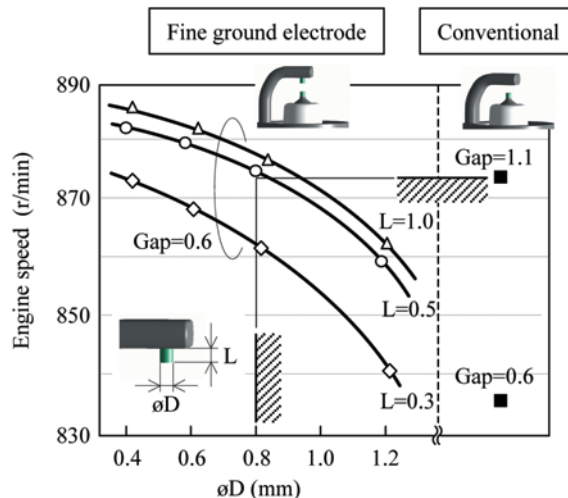 Fine ground electrode
Conventional
890
870
850
830
Engine speed (r/min)
Gap=0.6
L=1.0
L=0.5
L=0.3
Gap=1.1
Gap=0.6
L
øD
0.4 0.6 0.8 1.0 1.2
øD (mm)